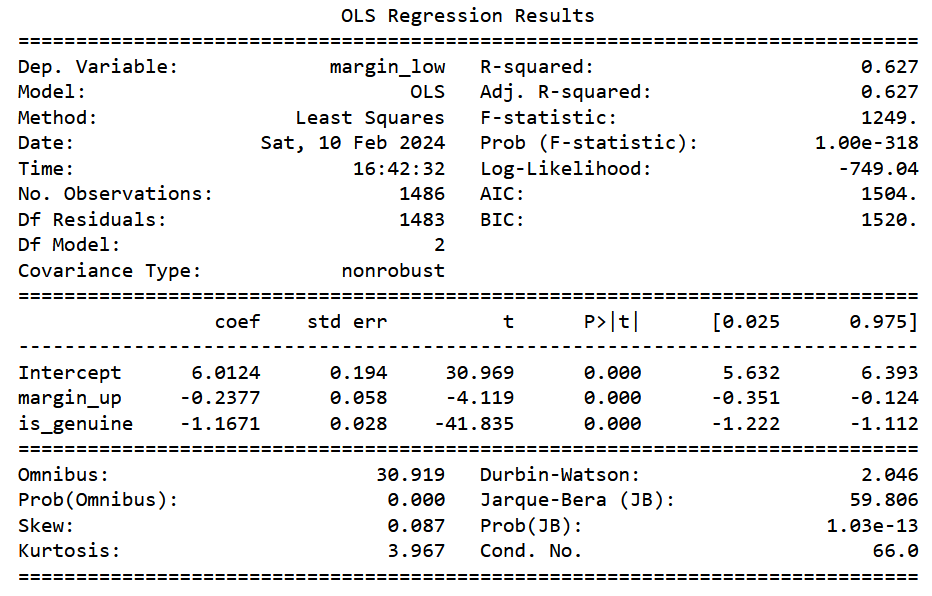 OLS Regression Results
==============================================================================
Dep. Variable:             margin_low   R-squared:                       0.627
Model:                            OLS   Adj. R-squared:                  0.627
Method:                 Least Squares   F-statistic:                     1249.
Date:                Sat, 10 Feb 2024   Prob (F-statistic):          1.00e-318
Time:                        16:42:32   Log-Likelihood:                -749.04
No. Observations:                1486   AIC:                             1504.
Df Residuals:                    1483   BIC:                             1520.
Df Model:                           2
Covariance Type:            nonrobust
==============================================================================
                 coef    std err          t      P>|t|      [0.025      0.975]
------------------------------------------------------------------------------
Intercept      6.0124      0.194     30.969      0.000       5.632       6.393
margin_up     -0.2377      0.058     -4.119      0.000      -0.351      -0.124
is_genuine    -1.1671      0.028    -41.835      0.000      -1.222      -1.112
==============================================================================
Omnibus:                       30.919   Durbin-Watson:                   2.046
Prob(Omnibus):                  0.000   Jarque-Bera (JB):               59.806
Skew:                           0.087   Prob(JB):                     1.03e-13
Kurtosis:                       3.967   Cond. No.                         66.0
==============================================================================